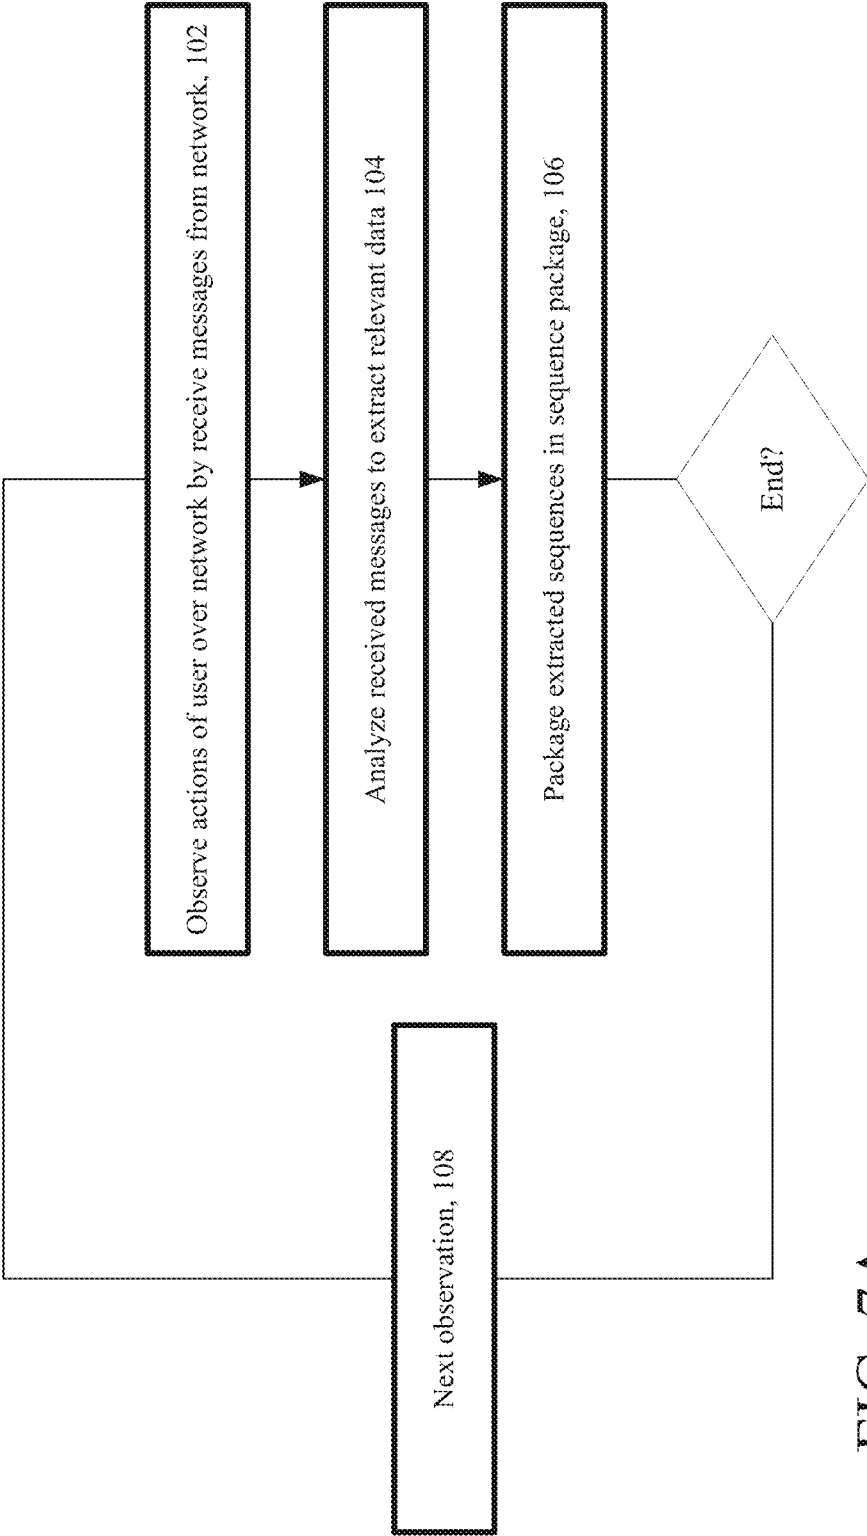 Observe actions of user over network by receive messages from network, 102
Analyze received messages to extract relevant data 104
Package extracted sequences in sequence package, 106
End?
Next observation, 108